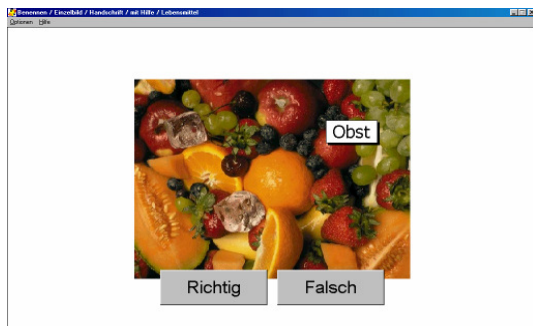 Benennen / Einzelbild / Handschrift / mit Hilfe / Lebensmittel
Optionen Hilfe
Obst
Richtig Falsch